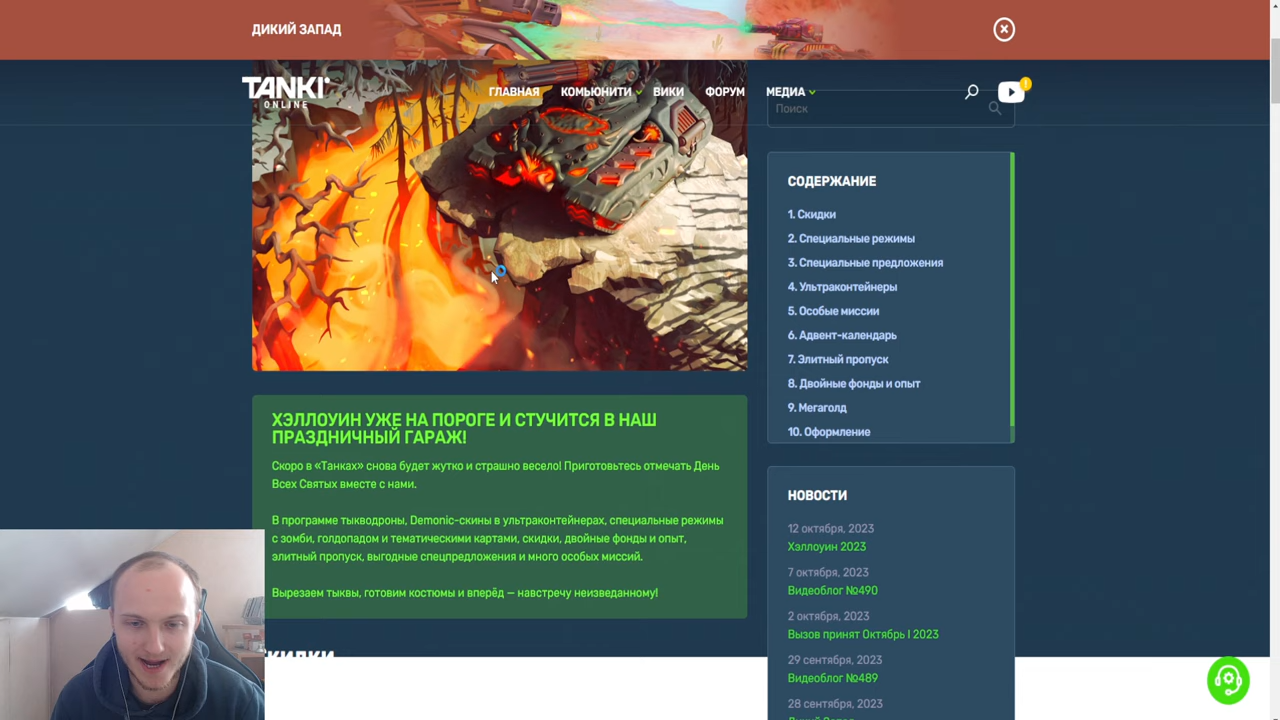 ДИКИЙ ЗАПАД
TANKI
ONLINE
ГЛАВНАЯ
КОМЬЮНИТИ
ВИКИ
ФОРУМ
МЕДИА
1
Поиск
СОДЕРЖАНИЕ
1. Скидки
2. Специальные режимы
3. Специальные предложения
4. Ультраконтейнеры
5. Особые миссии
6. Адвент-календарь
7. Элитный пропуск
8. Двойные фонды и опыт
9. Мегаголд
10. Оформление
ХЭЛЛОУИН УЖЕ НА ПОРОГЕ И СТУЧИТСЯ В НАШ
ПРАЗДНИЧНЫЙ ГАРАЖ!
Скоро в «Танках» снова будет жутко и страшно весело! Приготовьтесь отмечать День
Всех Святых вместе с нами.
В программе тыкводроны, Demonic-скины в ультраконтейнерах, специальные режимы
с зомби, голдопадом и тематическими картами, скидки, двойные фонды и опыт,
элитный пропуск, выгодные спецпредложения и много особых миссий.
Вырезаем тыквы, готовим костюмы и вперёд — навстречу неизведанному!
НОВОСТИ
12 октября, 2023
Хэллоуин 2023
7 октября, 2023
Видеоблог №490
2 октября, 2023
Вызов принят Октябрь I 2023
29 сентября, 2023
Видеоблог №489
28 сентября, 2023